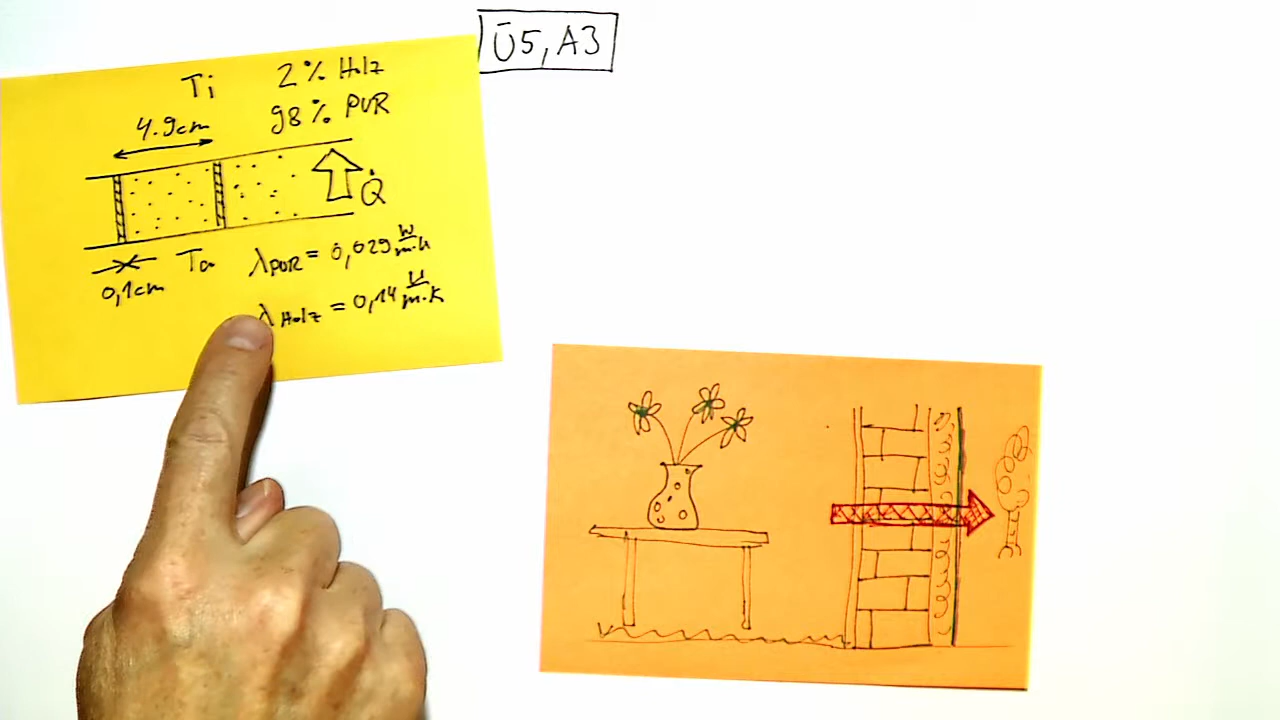 Ü5, A3
Ti
2 % Holz
98 % PUR
4.9cm
Q̇
Ta
0,1cm
λPUR = 0,029 W/m·K
λHolz = 0,14 W/m·K